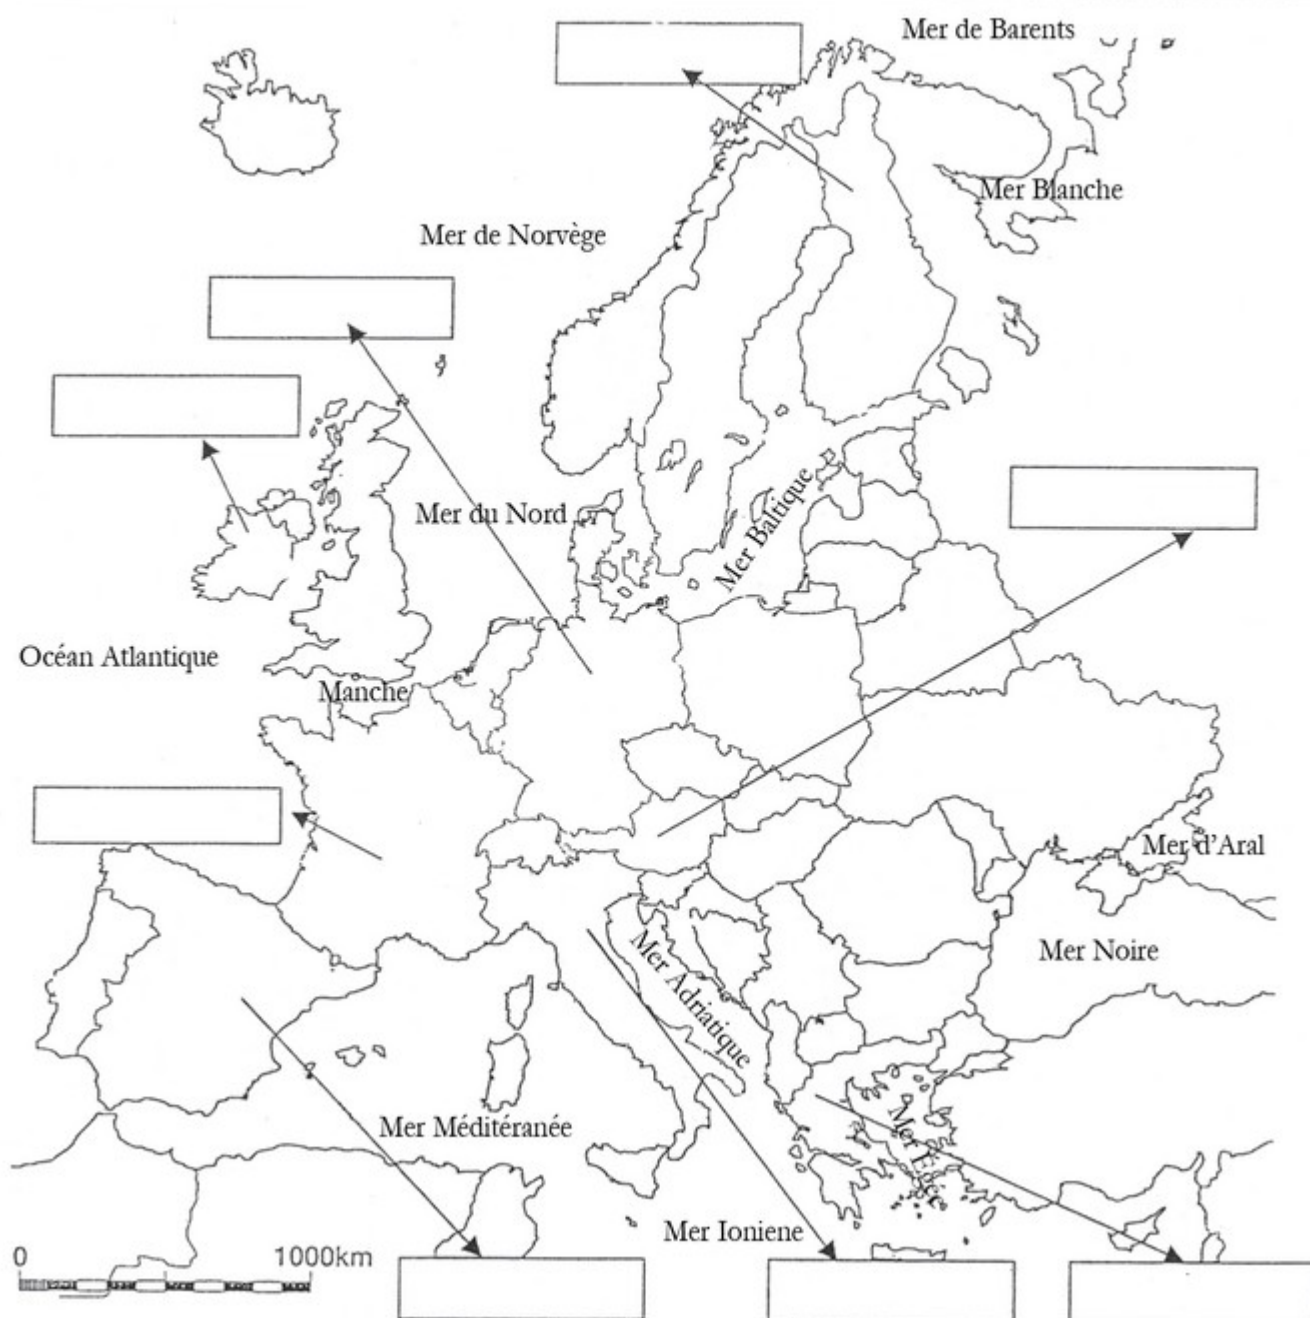 Mer de Barents
Mer Blanche
Mer de Norvège
Mer du Nord
Mer Baltique
Océan Atlantique
Manche
Mer d'Aral
Mer Noire
Mer Adriatique
Mer Méditéranée
Mer Egée
Mer Ioniene
0 1000km